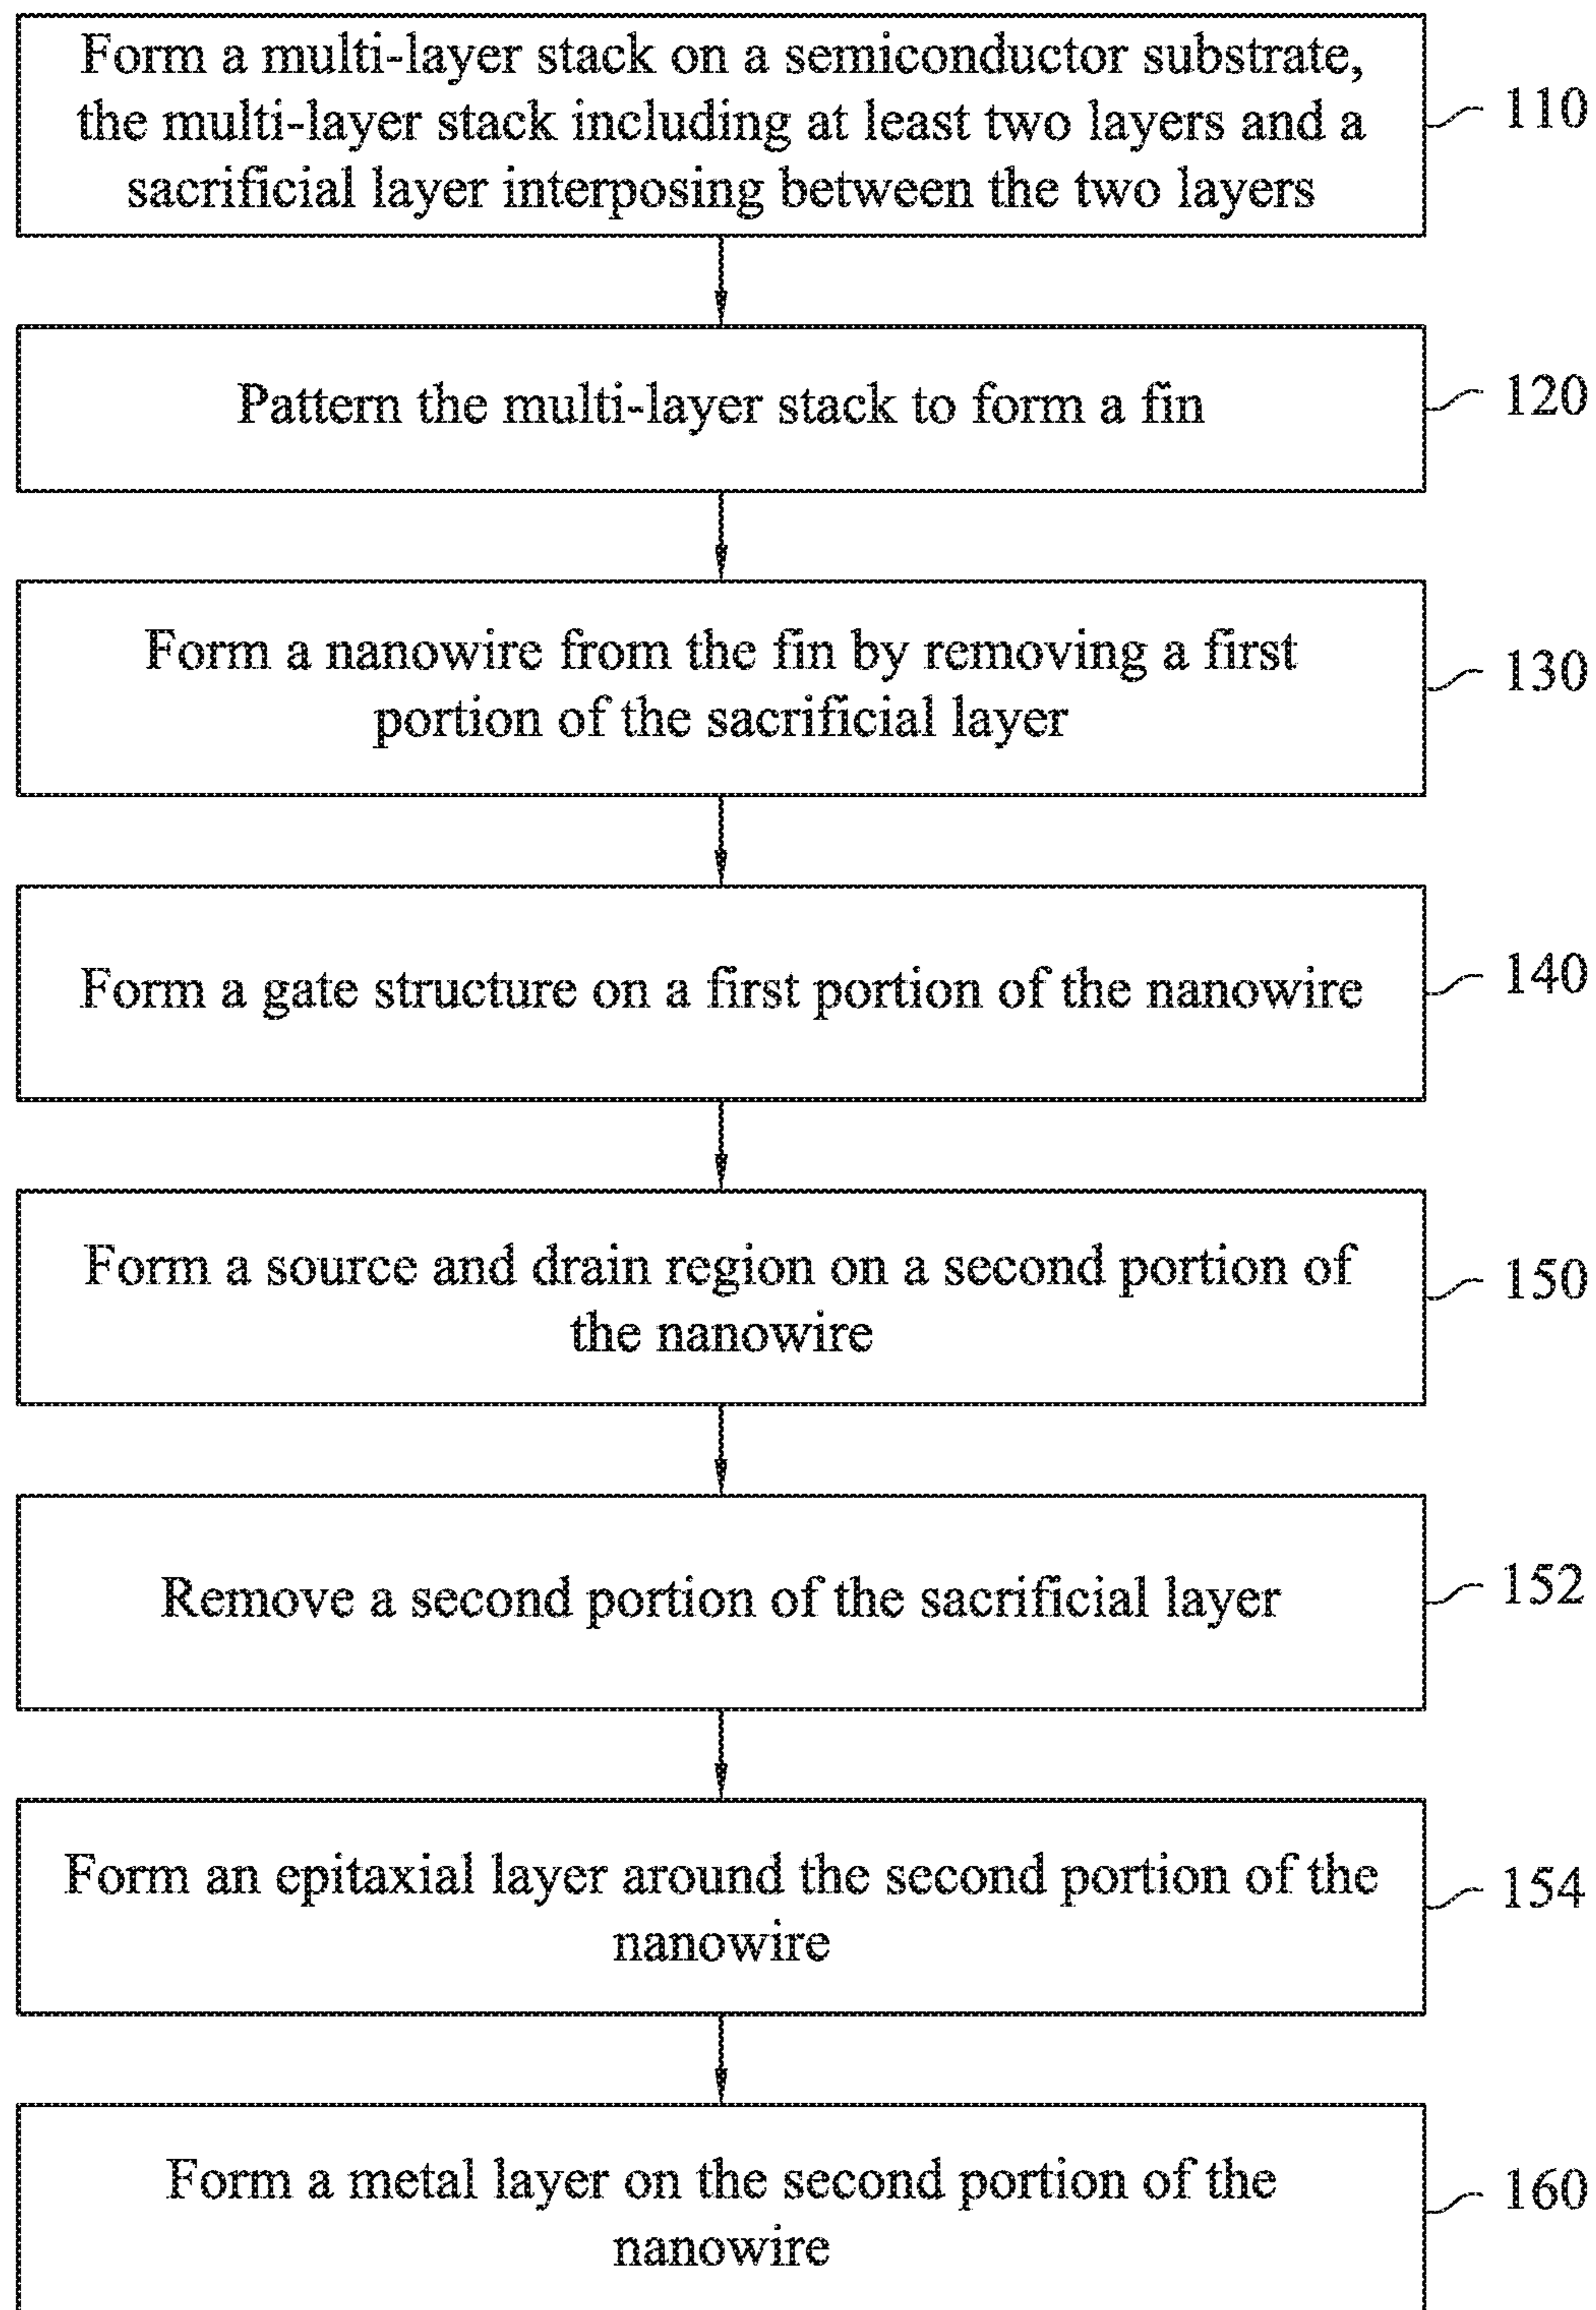 Form a multi-layer stack on a semiconductor substrate,
the multi-layer stack including at least two layers and a
sacrificial layer interposing between the two layers
110
Pattern the multi-layer stack to form a fin
120
Form a nanowire from the fin by removing a first
portion of the sacrificial layer
130
Form a gate structure on a first portion of the nanowire
140
Form a source and drain region on a second portion of
the nanowire
150
Remove a second portion of the sacrificial layer
152
Form an epitaxial layer around the second portion of the
nanowire
154
Form a metal layer on the second portion of the
nanowire
160